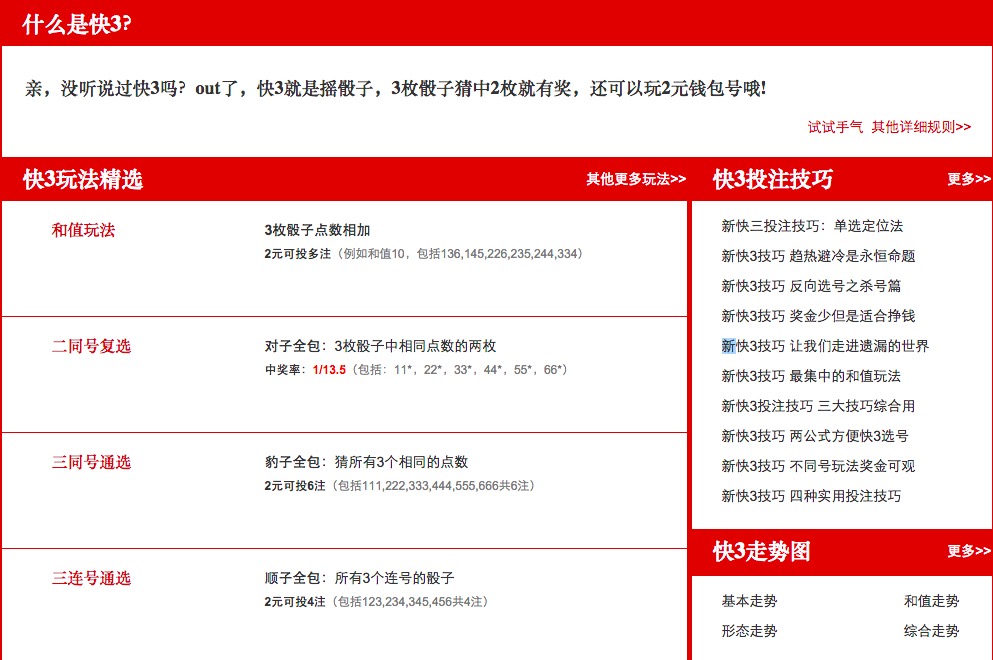 什么是快3?
亲，没听说过快3吗？out了，快3就是摇骰子，3枚骰子猜中2枚就有奖，还可以玩2元钱包号哦!
试试手气 其他详细规则>>
快3玩法精选 其他更多玩法>>
和值玩法
3枚骰子点数相加
2元可投多注（例如和值10，包括136,145,226,235,244,334）
二同号复选
对子全包：3枚骰子中相同点数的两枚
中奖率：1/13.5（包括：11*，22*，33*，44*，55*，66*）
三同号通选
豹子全包：猜所有3个相同的点数
2元可投6注（包括111,222,333,444,555,666共6注）
三连号通选
顺子全包：所有3个连号的骰子
2元可投4注（包括123,234,345,456共4注）
快3投注技巧 更多>>
新快三投注技巧：单选定位法
新快3技巧 趋热避冷是永恒命题
新快3技巧 反向选号之杀号篇
新快3技巧 奖金少但是适合挣钱
新快3技巧 让我们走进遗漏的世界
新快3技巧 最集中的和值玩法
新快3投注技巧 三大技巧综合用
新快3技巧 两公式方便快3选号
新快3技巧 不同号玩法奖金可观
新快3技巧 四种实用投注技巧
快3走势图 更多>>
基本走势 和值走势
形态走势 综合走势